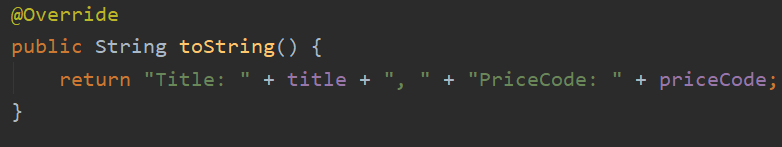 @Override
public String toString() {
return "Title: " + title + ", " + "PriceCode: " + priceCode;
}